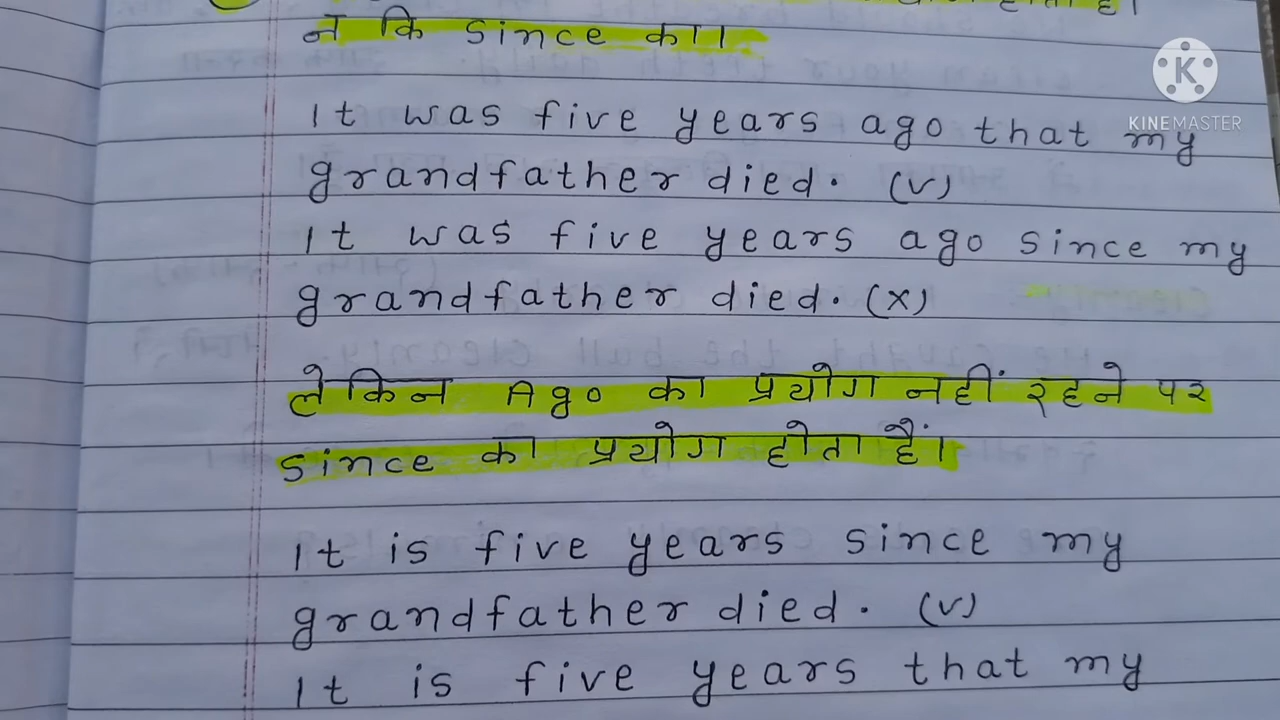 होता है।
न कि since का।
K
KINEMASTER
It was five years ago that my
grandfather died. (v)
It was five years ago since my
grandfather died. (x)
लेकिन Ago का प्रयोग नहीं रहने पर
since का प्रयोग होता हैं।
It is five years since my
grandfather died. (v)
It is five years that my